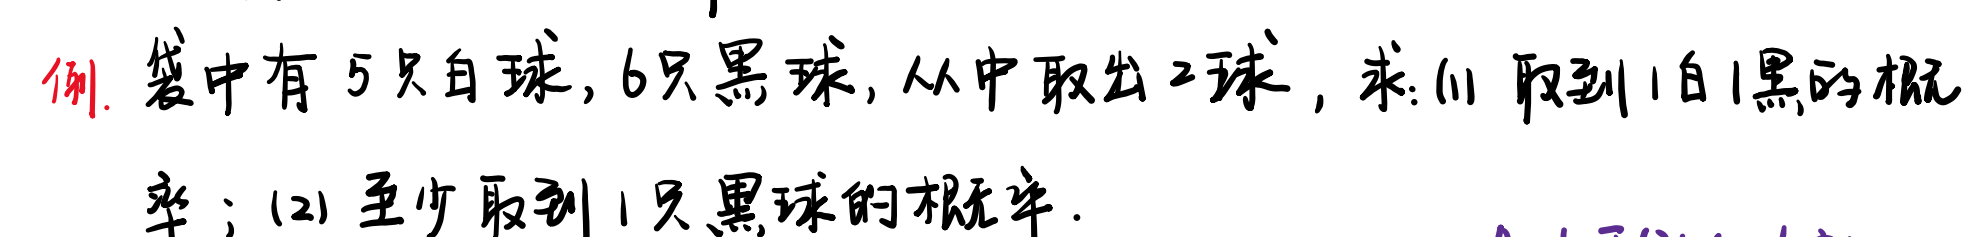 例. 袋中有5只白球, 6只黑球, 从中取出2球, 求: (1) 取到1白1黑的概
率; (2) 至少取到1只黑球的概率.